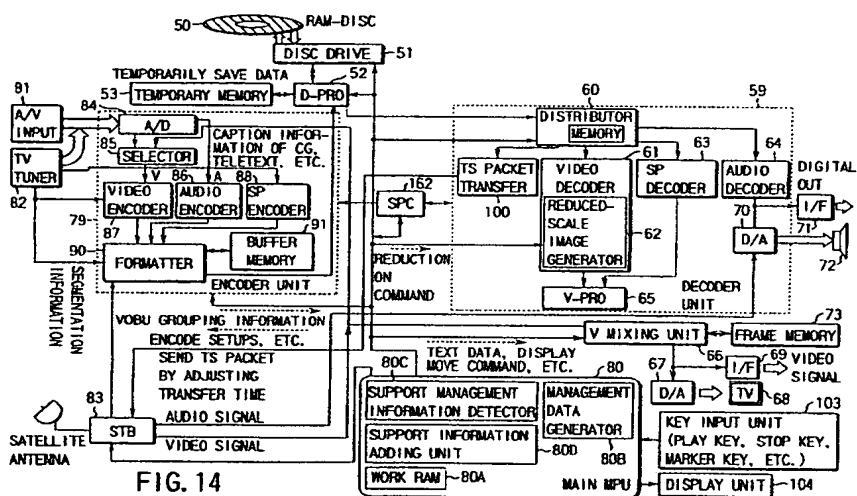 50
RAM-DISC
DISC DRIVE
51
TEMPORARILY SAVE DATA
52
53
TEMPORARY MEMORY
D-PRO
81
A/V INPUT
84
A/D
85
SELECTOR
CAPTION INFOR-
MATION OF CG,
TELETEXT, ETC.
TV TUNER
82
V
86
A
88
VIDEO ENCODER
AUDIO ENCODER
SP ENCODER
79
87
90
91
FORMATTER
BUFFER MEMORY
ENCODER UNIT
SEGMENTATION INFORMATION
162
SPC
REDUCTION ON COMMAND
60
59
DISTRIBUTOR
MEMORY
TS PACKET TRANSFER
100
61
VIDEO DECODER
REDUCED-
SCALE
IMAGE
GENERATOR
62
63
SP DECODER
64
AUDIO DECODER
DIGITAL OUT
I/F
71
70
D/A
72
V-PRO
65
DECODER UNIT
VOBU GROUPING INFORMATION
ENCODE SETUPS, ETC.
SEND TS PACKET
BY ADJUSTING
TRANSFER TIME
83
STB
AUDIO SIGNAL
VIDEO SIGNAL
SATELLITE ANTENNA
TEXT DATA, DISPLAY
MOVE COMMAND, ETC.
V MIXING UNIT
66
73
FRAME MEMORY
67
D/A
69
I/F
VIDEO SIGNAL
TV
68
80C
80
SUPPORT MANAGEMENT
INFORMATION DETECTOR
MANAGEMENT
DATA
GENERATOR
80B
SUPPORT INFORMATION
ADDING UNIT
80D
WORK RAM
80A
MAIN MPU
103
KEY INPUT UNIT
(PLAY KEY, STOP KEY,
MARKER KEY, ETC.)
DISPLAY UNIT
104
FIG. 14